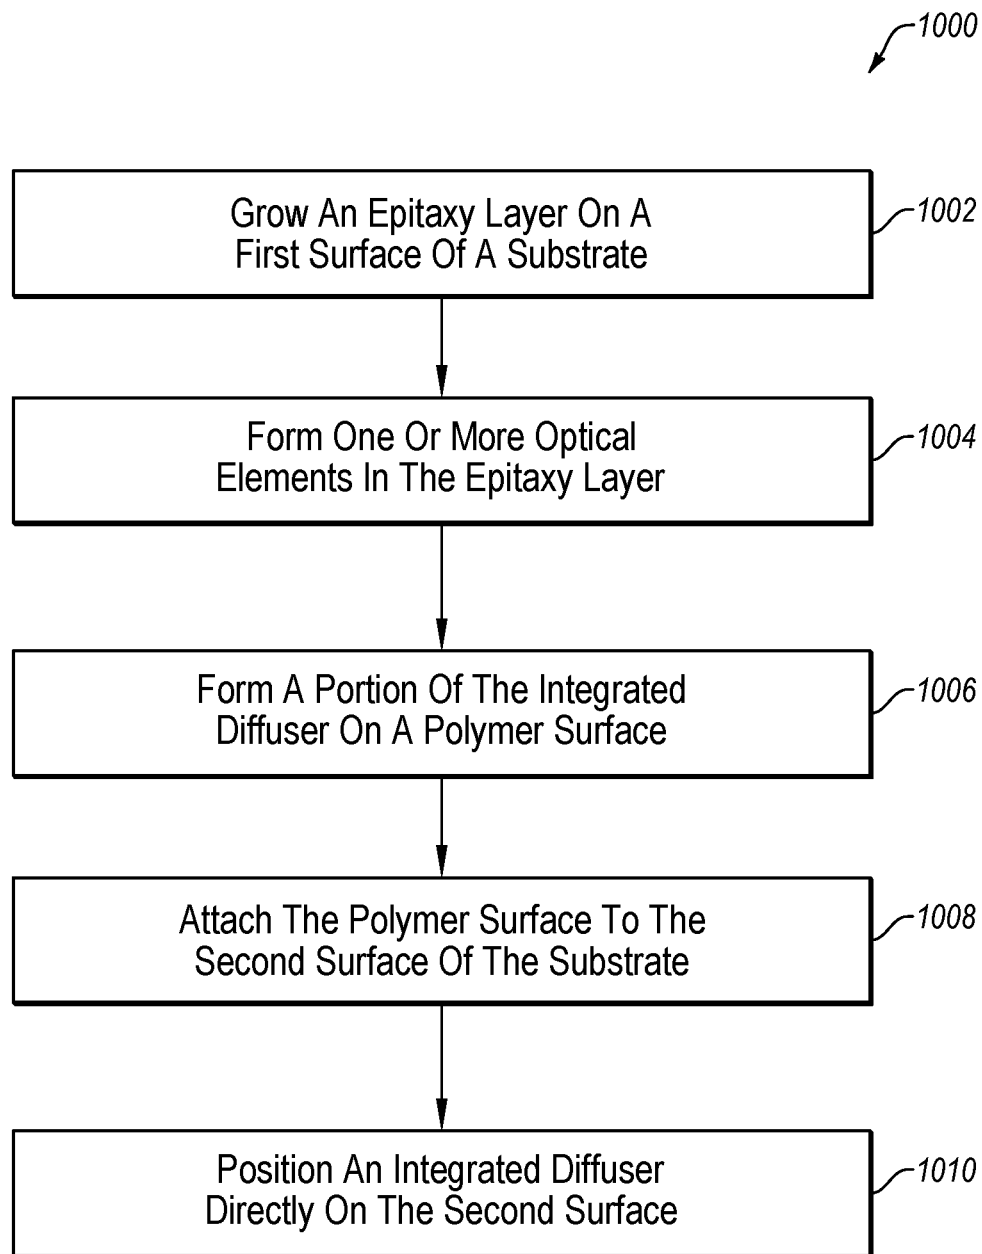 1000
Grow An Epitaxy Layer On A
First Surface Of A Substrate
1002
Form One Or More Optical
Elements In The Epitaxy Layer
1004
Form A Portion Of The Integrated
Diffuser On A Polymer Surface
1006
Attach The Polymer Surface To The
Second Surface Of The Substrate
1008
Position An Integrated Diffuser
Directly On The Second Surface
1010